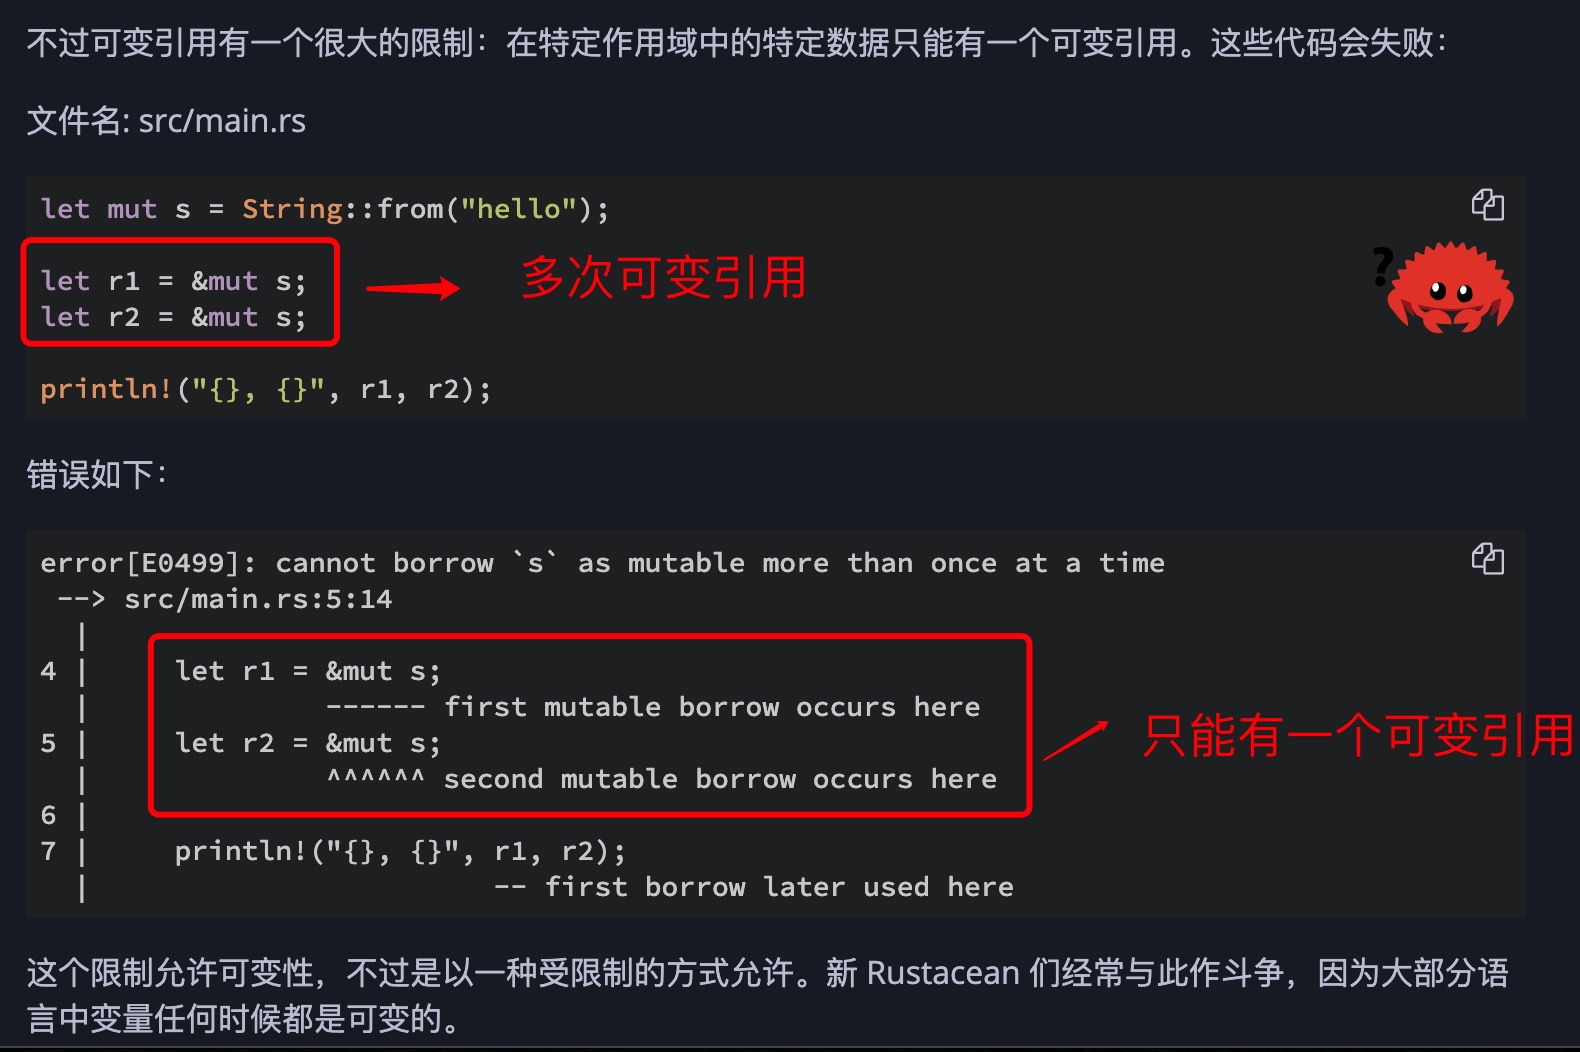 不过可变引用有一个很大的限制：在特定作用域中的特定数据只能有一个可变引用。这些代码会失败：
文件名: src/main.rs
let mut s = String::from("hello");
let r1 = &mut s;
let r2 = &mut s;
多次可变引用
?
println!("{}, {}", r1, r2);
错误如下：
error[E0499]: cannot borrow `s` as mutable more than once at a time
 --> src/main.rs:5:14
  |
4 |     let r1 = &mut s;
  |              ------ first mutable borrow occurs here
5 |     let r2 = &mut s;
  |              ^^^^^^ second mutable borrow occurs here
只能有一个可变引用
6 |
7 |     println!("{}, {}", r1, r2);
  |                        -- first borrow later used here
这个限制允许可变性，不过是以一种受限制的方式允许。新 Rustacean 们经常与此作斗争，因为大部分语
言中变量任何时候都是可变的。